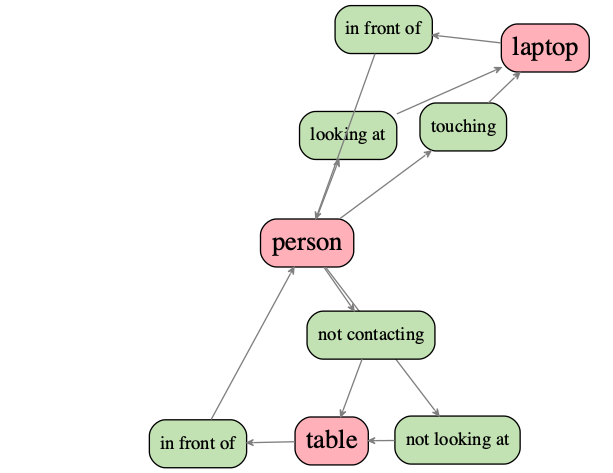 in front of
laptop
looking at
touching
person
not contacting
in front of
table
not looking at